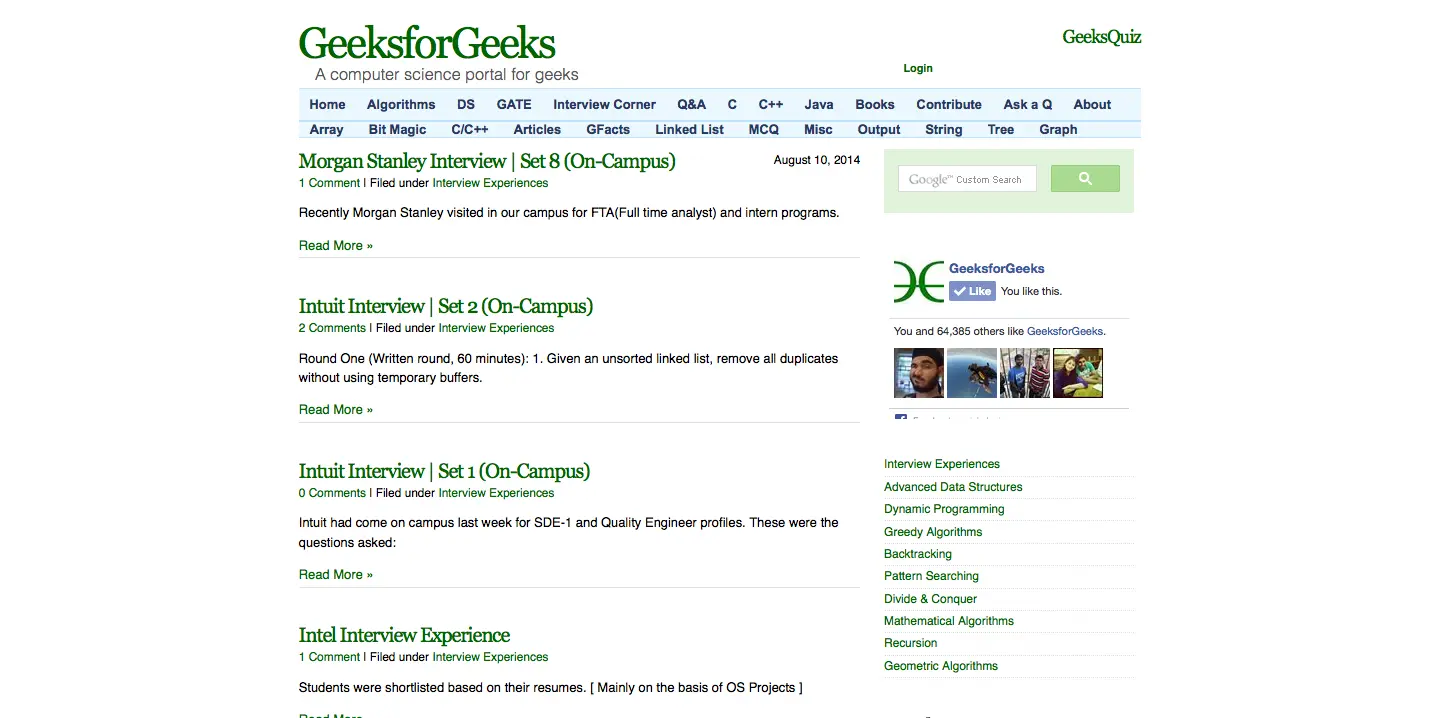 GeeksforGeeks
GeeksQuiz
A computer science portal for geeks
Login
Home Algorithms DS GATE Interview Corner Q&A C C++ Java Books Contribute Ask a Q About
Array Bit Magic C/C++ Articles GFacts Linked List MCQ Misc Output String Tree Graph
Morgan Stanley Interview | Set 8 (On-Campus)
August 10, 2014
1 Comment | Filed under Interview Experiences
Recently Morgan Stanley visited in our campus for FTA(Full time analyst) and intern programs.
Read More »
Intuit Interview | Set 2 (On-Campus)
2 Comments | Filed under Interview Experiences
Round One (Written round, 60 minutes): 1. Given an unsorted linked list, remove all duplicates
without using temporary buffers.
Read More »
Intuit Interview | Set 1 (On-Campus)
0 Comments | Filed under Interview Experiences
Intuit had come on campus last week for SDE-1 and Quality Engineer profiles. These were the
questions asked:
Read More »
Intel Interview Experience
1 Comment | Filed under Interview Experiences
Students were shortlisted based on their resumes. [ Mainly on the basis of OS Projects ]
Read More
Google™ Custom Search
GeeksforGeeks
Like You like this.
You and 64,385 others like GeeksforGeeks.
Interview Experiences
Advanced Data Structures
Dynamic Programming
Greedy Algorithms
Backtracking
Pattern Searching
Divide & Conquer
Mathematical Algorithms
Recursion
Geometric Algorithms